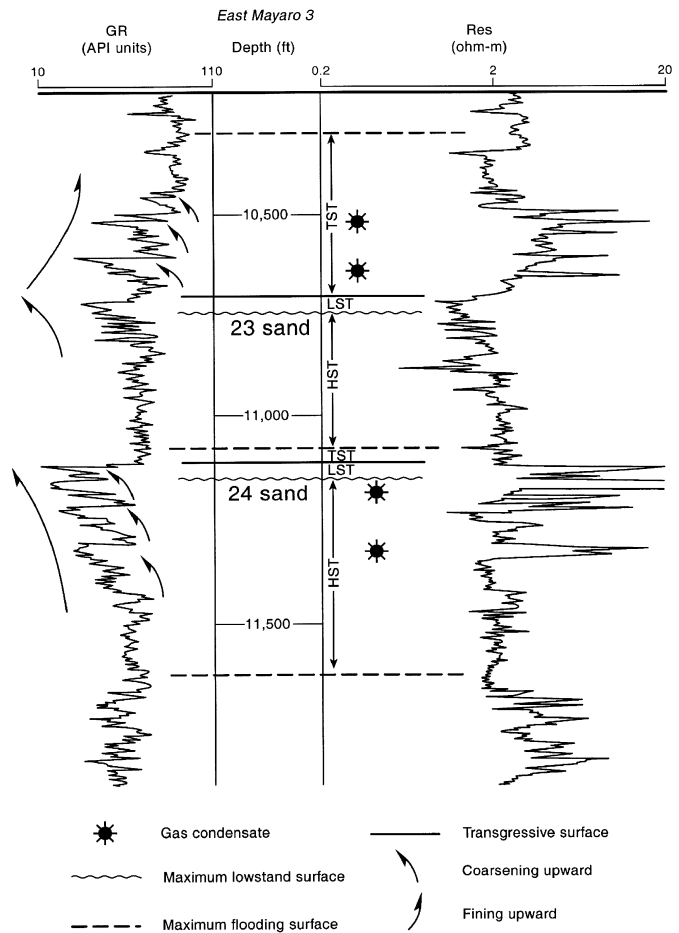 East Mayaro 3
GR
(API units)
Depth (ft)
Res
(ohm-m)
10
110
0.2
2
20
TST
10,500
LST
23 sand
HST
11,000
TST
LST
24 sand
HST
11,500
Gas condensate
Transgressive surface
Maximum lowstand surface
Coarsening upward
Maximum flooding surface
Fining upward